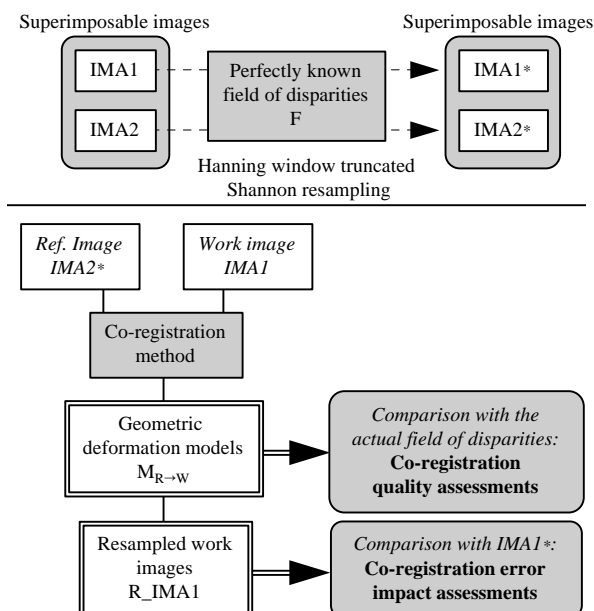 Superimposable images
Superimposable images
IMA1
IMA2
Perfectly known
field of disparities
F
IMA1*
IMA2*
Hanning window truncated
Shannon resampling
Ref. Image
IMA2*
Work image
IMA1
Co-registration
method
Geometric
deformation models
M_R→W
Comparison with the
actual field of disparities:
Co-registration
quality assessments
Resampled work
images
R_IMA1
Comparison with IMA1*:
Co-registration error
impact assessments